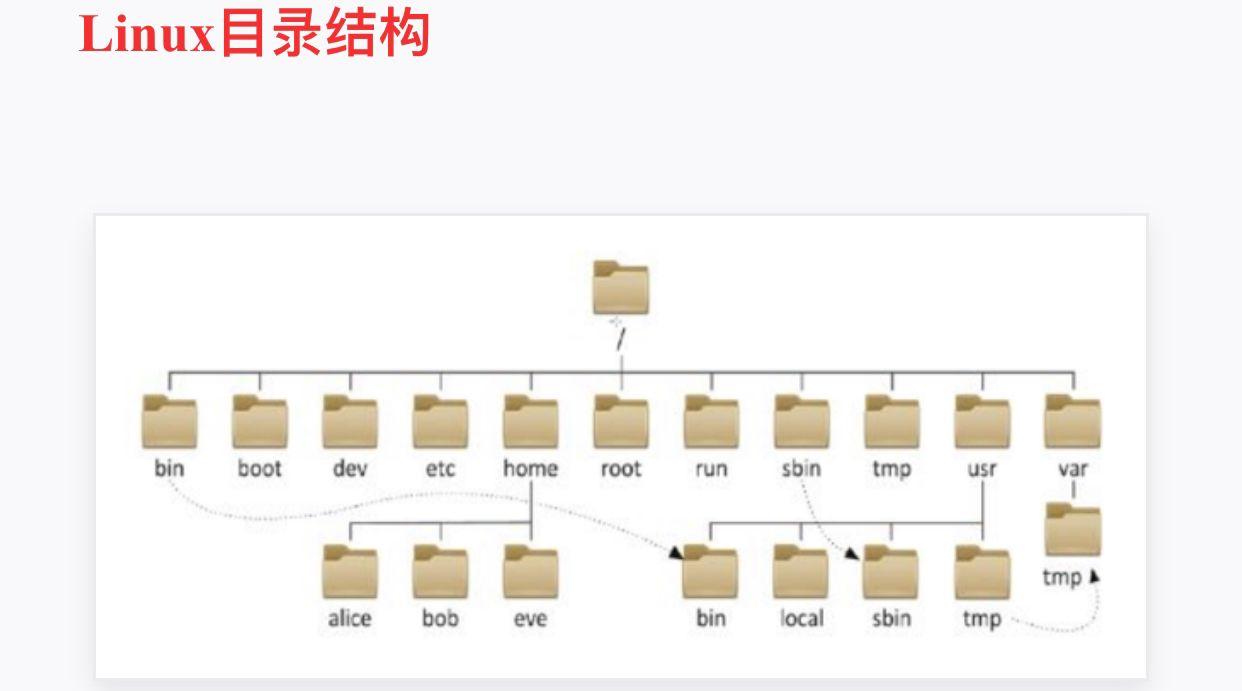 Linux目录结构
/
bin boot dev etc home root run sbin tmp usr var
tmp
alice bob eve bin local sbin tmp